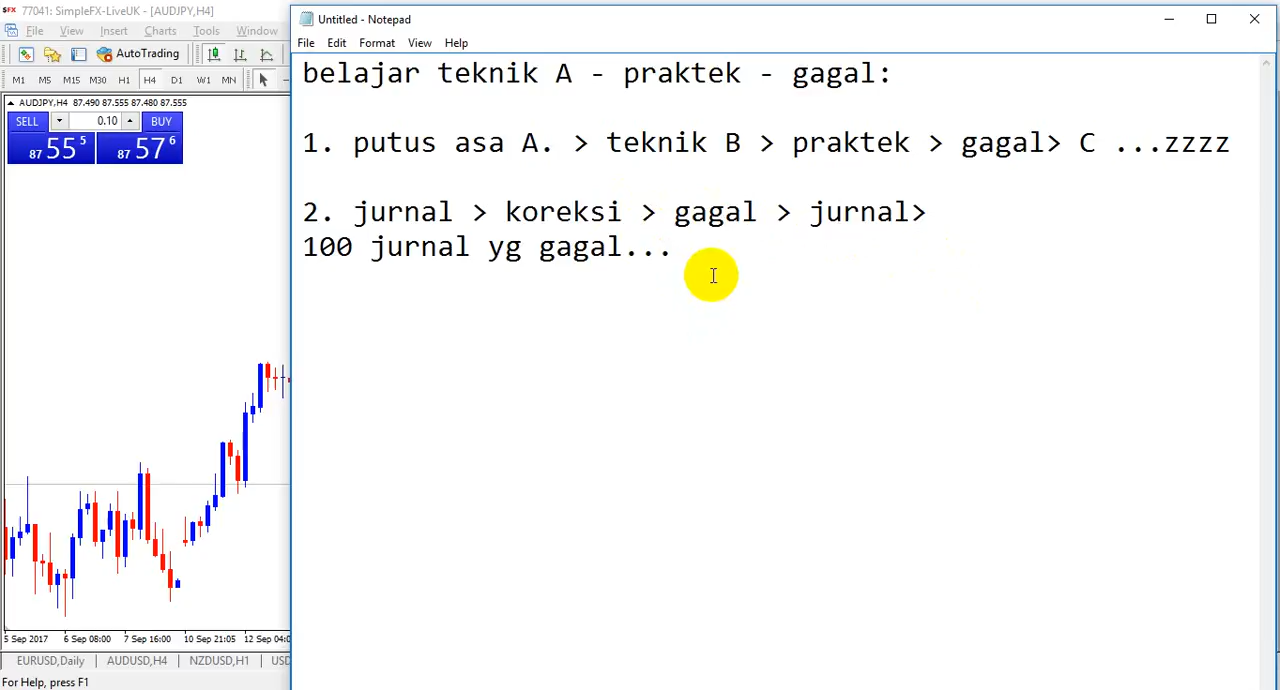 77041: SimpleFX-LiveUK - [AUDJPY,H4]
File View Insert Charts Tools Window
AutoTrading
M1 M5 M15 M30 H1 H4 D1 W1 MN
AUDJPY,H4 87.490 87.555 87.480 87.555
SELL 0.10 BUY
87 55 5 87 57 6
5 Sep 2017 6 Sep 08:00 7 Sep 16:00 10 Sep 21:05 12 Sep 04:0
EURUSD,Daily AUDUSD,H4 NZDUSD,H1 USD
For Help, press F1
Untitled - Notepad
File Edit Format View Help
belajar teknik A - praktek - gagal:
1. putus asa A. > teknik B > praktek > gagal> C ...zzzz
2. jurnal > koreksi > gagal > jurnal>
100 jurnal yg gagal...